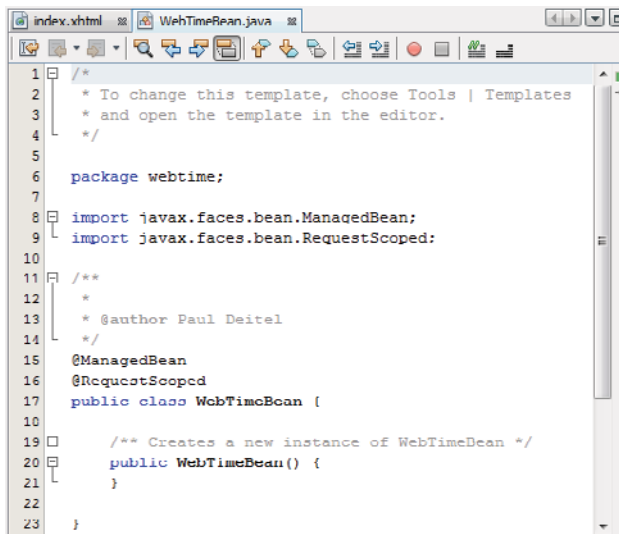 index.xhtml WebTimeBean.java
1 /*
2 * To change this template, choose Tools | Templates
3 * and open the template in the editor.
4 */
5
6 package webtime;
7
8 import javax.faces.bean.ManagedBean;
9 import javax.faces.bean.RequestScoped;
10
11 /**
12 *
13 * @author Paul Deitel
14 */
15 @ManagedBean
16 @RequestScoped
17 public class WebTimeBean {
18
19 /** Creates a new instance of WebTimeBean */
20 public WebTimeBean() {
21 }
22
23 }